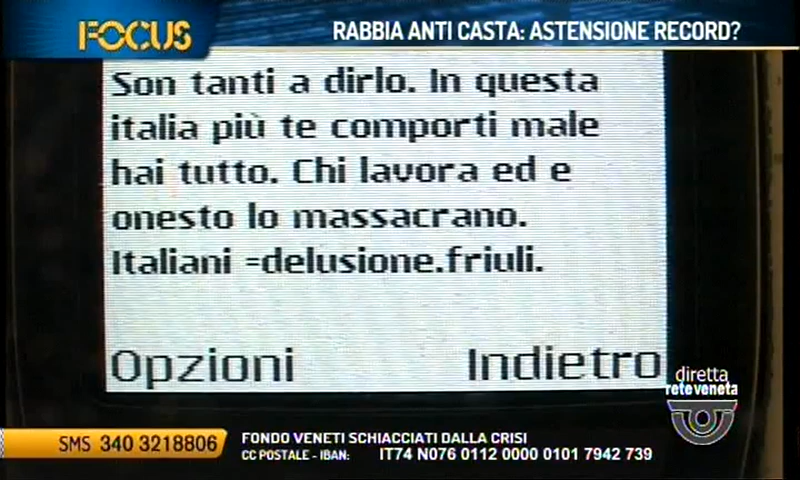 FOCUS
RABBIA ANTI CASTA: ASTENSIONE RECORD?
Son tanti a dirlo. In questa
italia più te comporti male
hai tutto. Chi lavora ed e
onesto lo massacrano.
Italiani =delusione.friuli.
Opzioni Indietro
diretta
reteveneta
SMS 340 3218806
FONDO VENETI SCHIACCIATI DALLA CRISI
CC POSTALE - IBAN: IT74 N076 0112 0000 0101 7942 739